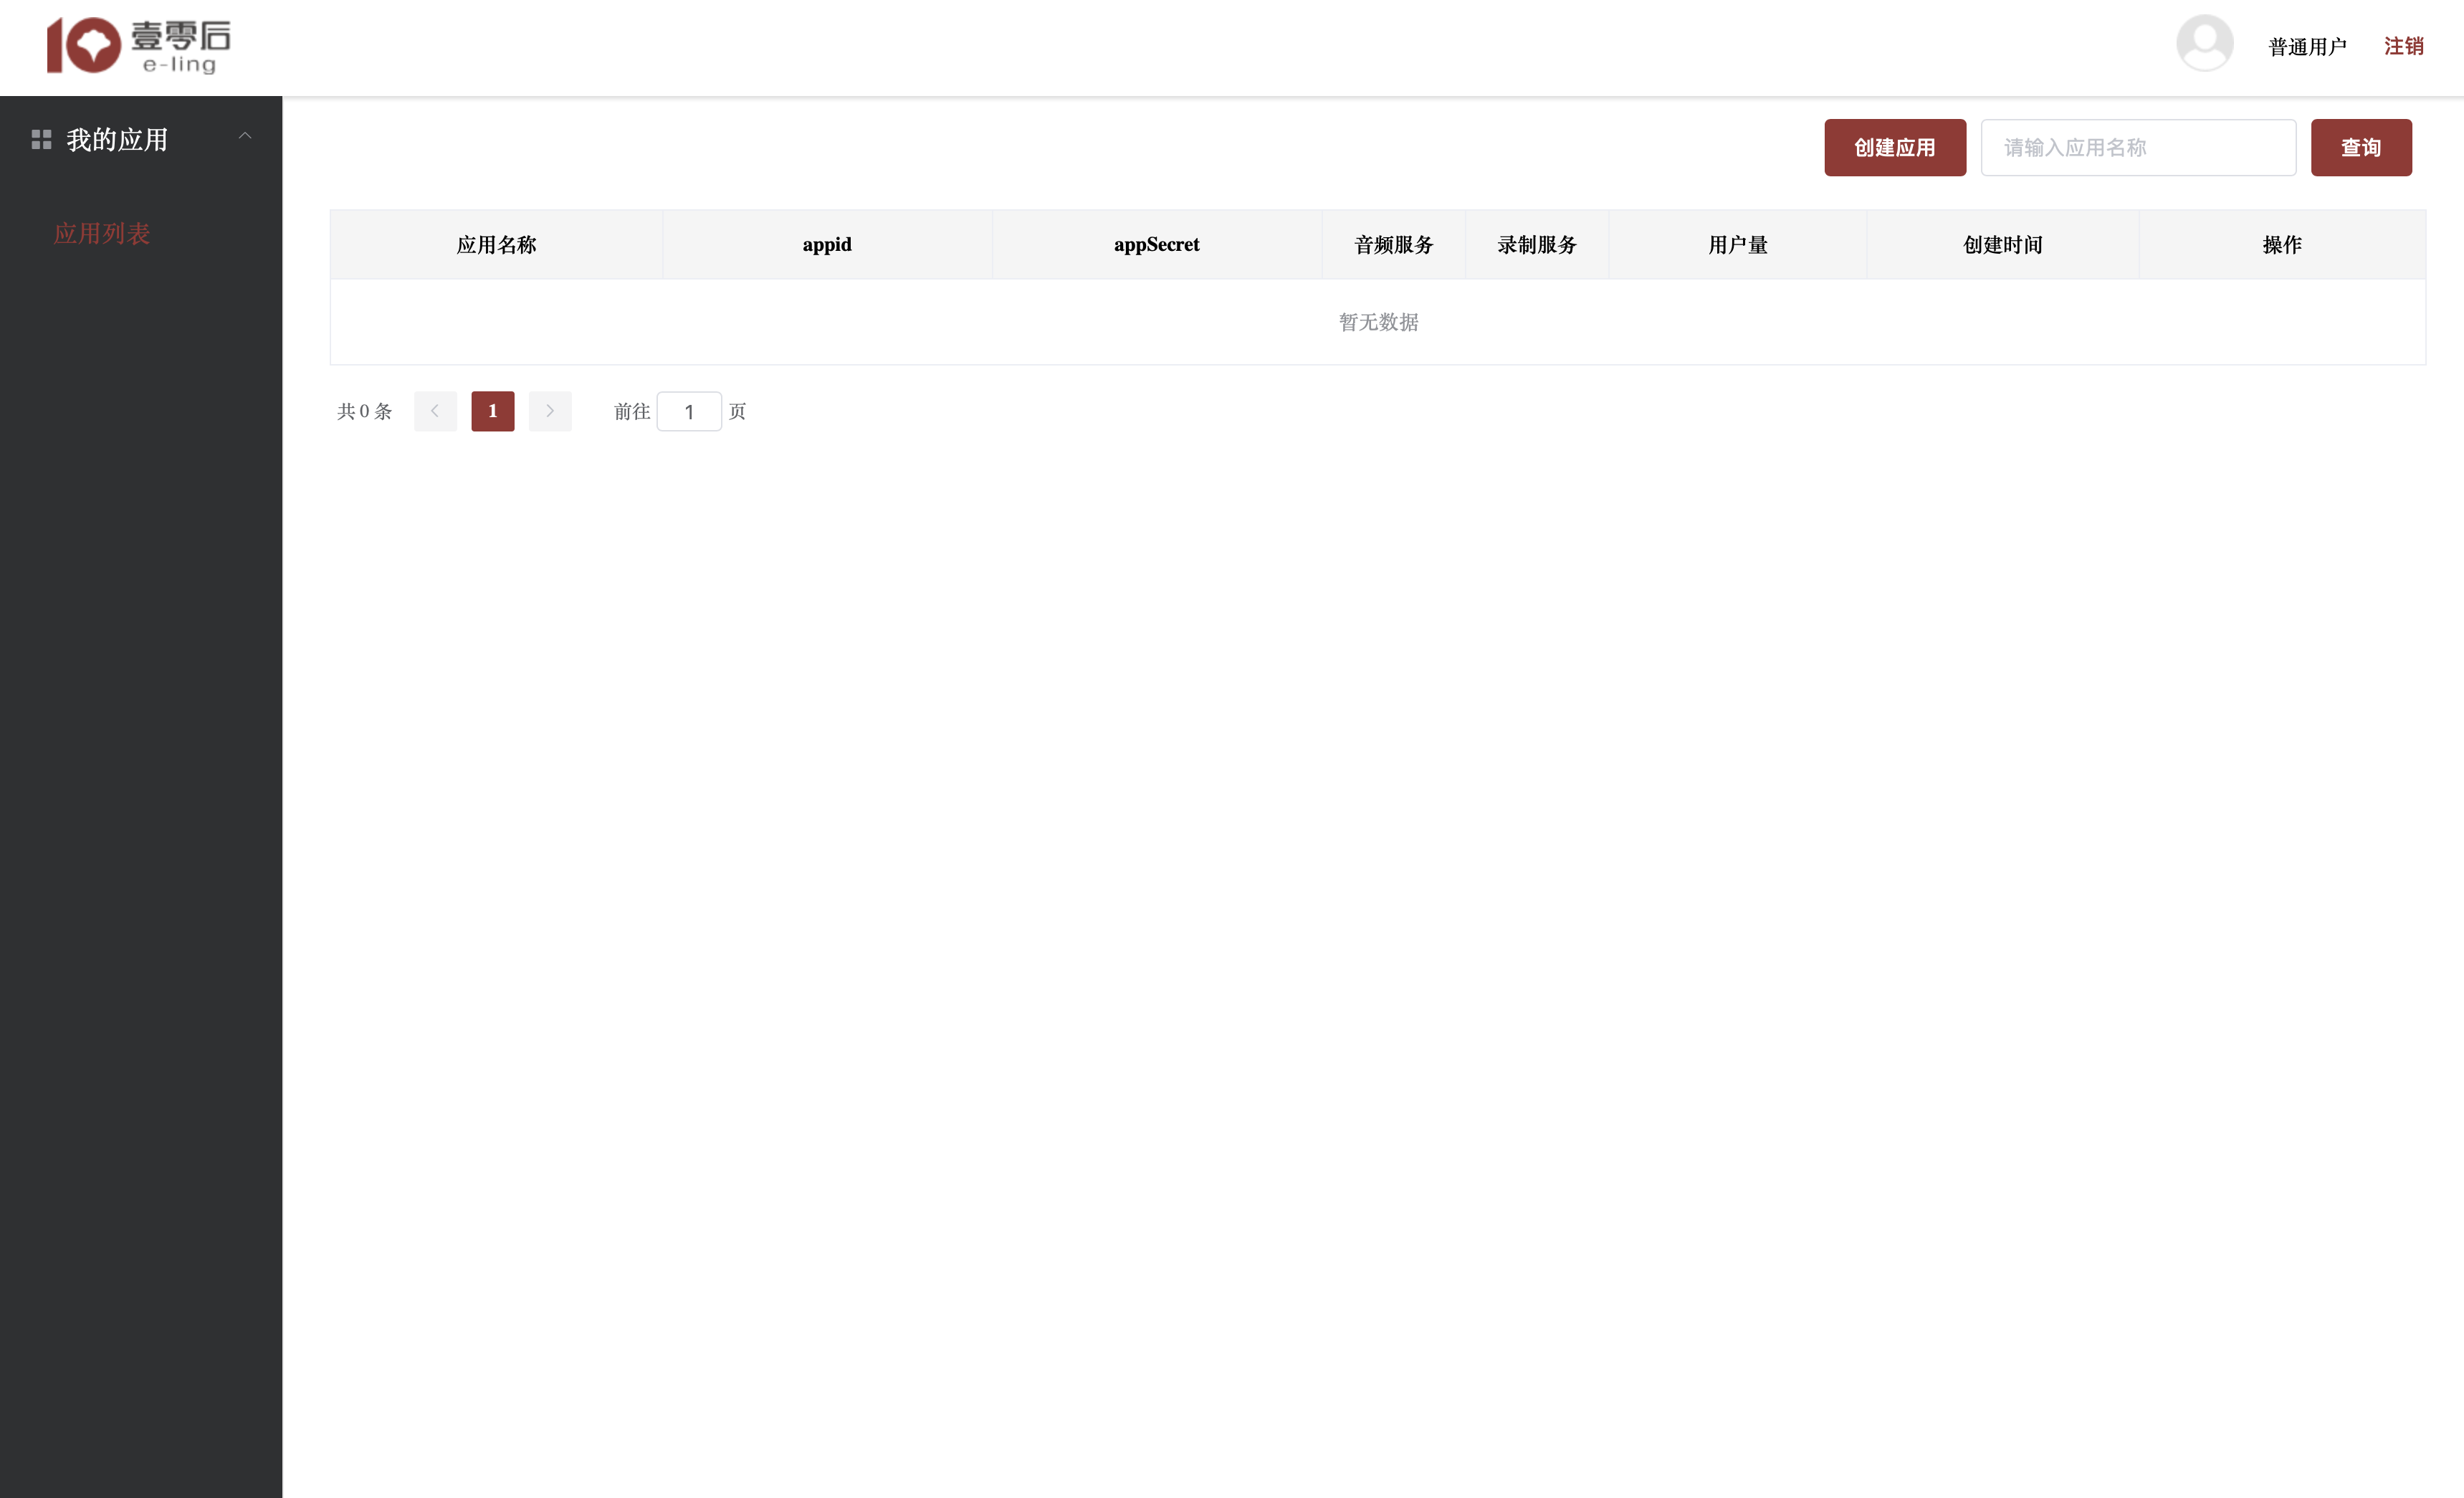 10 壹零后
e-ling
普通用户 注销
我的应用
应用列表
创建应用 请输入应用名称 查询
应用名称 appid appSecret 音频服务 录制服务 用户量 创建时间 操作
暂无数据
共 0 条 1 前往 1 页